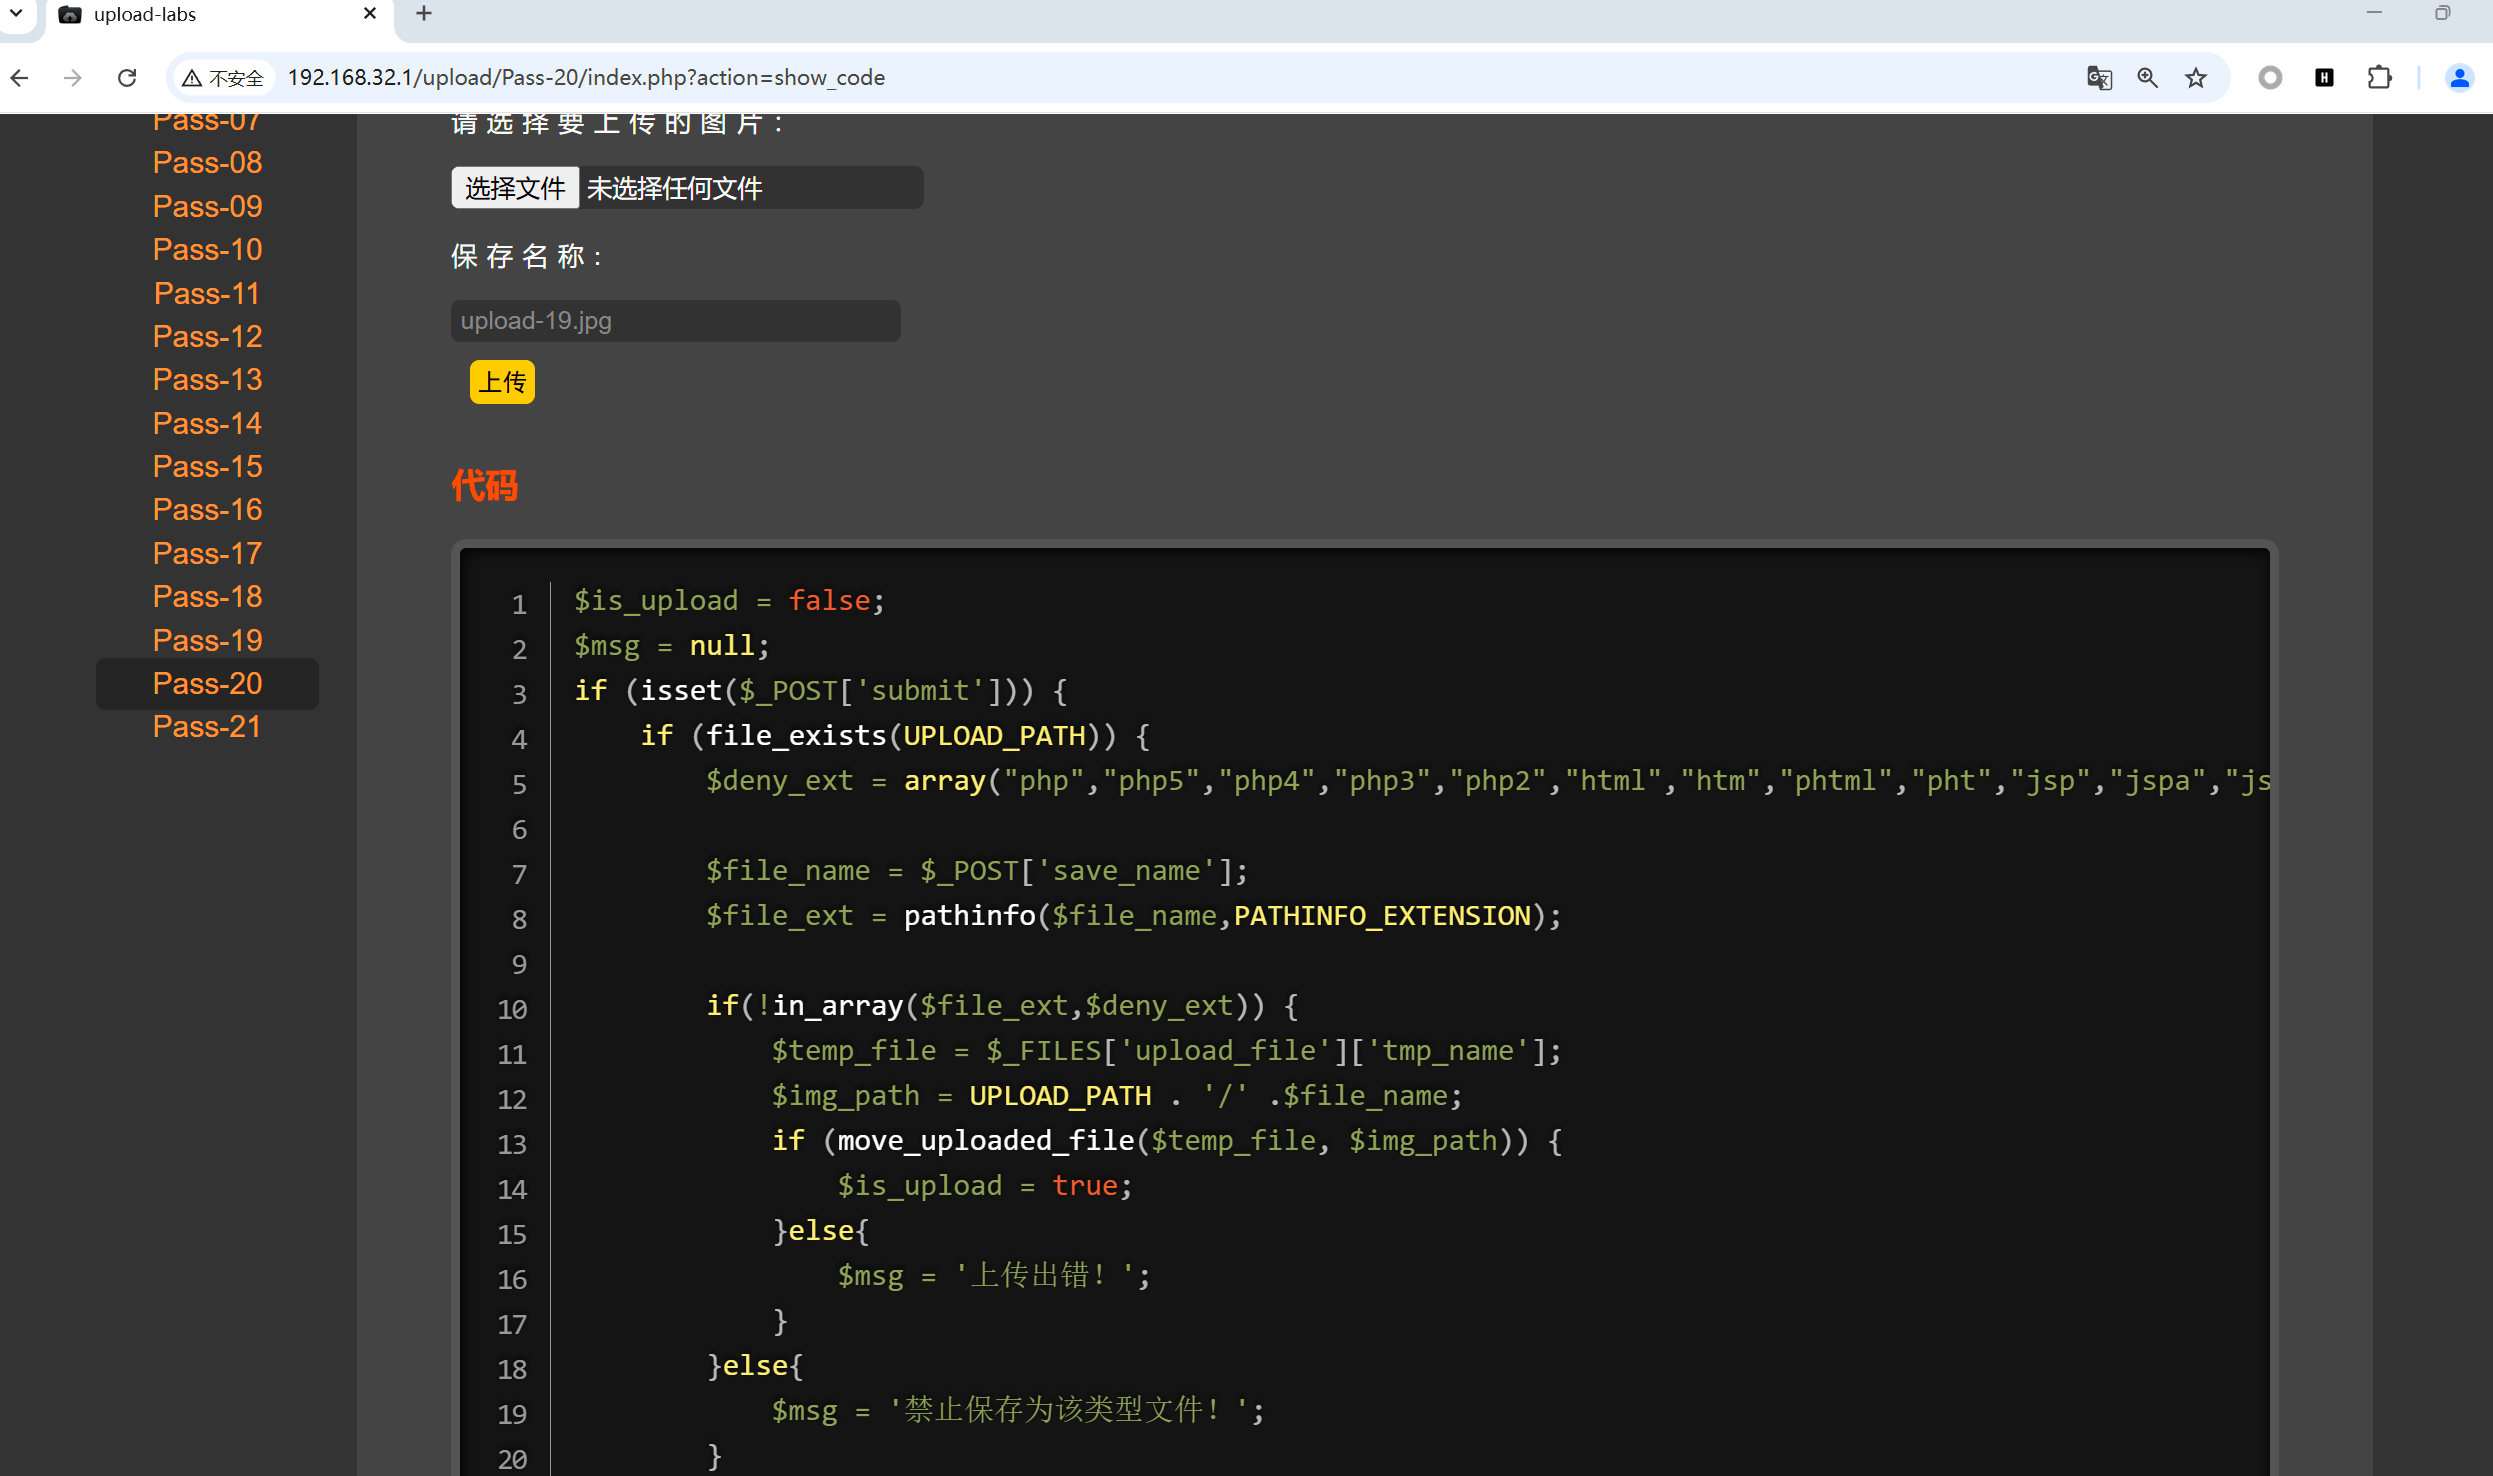 upload-labs
不安全 192.168.32.1/upload/Pass-20/index.php?action=show_code
Pass-07
Pass-08
Pass-09
Pass-10
Pass-11
Pass-12
Pass-13
Pass-14
Pass-15
Pass-16
Pass-17
Pass-18
Pass-19
Pass-20
Pass-21
请选择要上传的图片：
选择文件 未选择任何文件
保存名称：
upload-19.jpg
上传
代码
1 $is_upload = false;
2 $msg = null;
3 if (isset($_POST['submit'])) {
4     if (file_exists(UPLOAD_PATH)) {
5         $deny_ext = array("php","php5","php4","php3","php2","html","htm","phtml","pht","jsp","jspa","js
6
7         $file_name = $_POST['save_name'];
8         $file_ext = pathinfo($file_name,PATHINFO_EXTENSION);
9
10         if(!in_array($file_ext,$deny_ext)) {
11             $temp_file = $_FILES['upload_file']['tmp_name'];
12             $img_path = UPLOAD_PATH . '/' .$file_name;
13             if (move_uploaded_file($temp_file, $img_path)) {
14                 $is_upload = true;
15             }else{
16                 $msg = '上传出错！';
17             }
18         }else{
19             $msg = '禁止保存为该类型文件！';
20         }